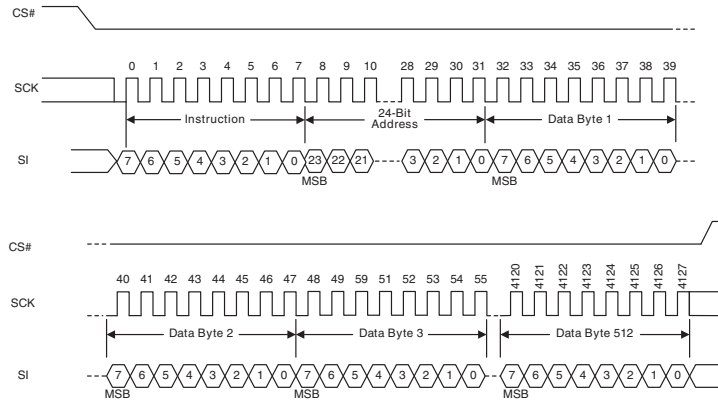 CS#
0 1 2 3 4 5 6 7 8 9 10 28 29 30 31 32 33 34 35 36 37 38 39
SCK
Instruction 24-Bit Address Data Byte 1
SI 7 6 5 4 3 2 1 0 23 22 21 3 2 1 0 7 6 5 4 3 2 1 0
MSB MSB
CS#
40 41 42 43 44 45 46 47 48 49 59 51 52 53 54 55 4120 4121 4122 4123 4124 4125 4126 4127
SCK
Data Byte 2 Data Byte 3 Data Byte 512
SI 7 6 5 4 3 2 1 0 7 6 5 4 3 2 1 0 7 6 5 4 3 2 1 0
MSB MSB MSB